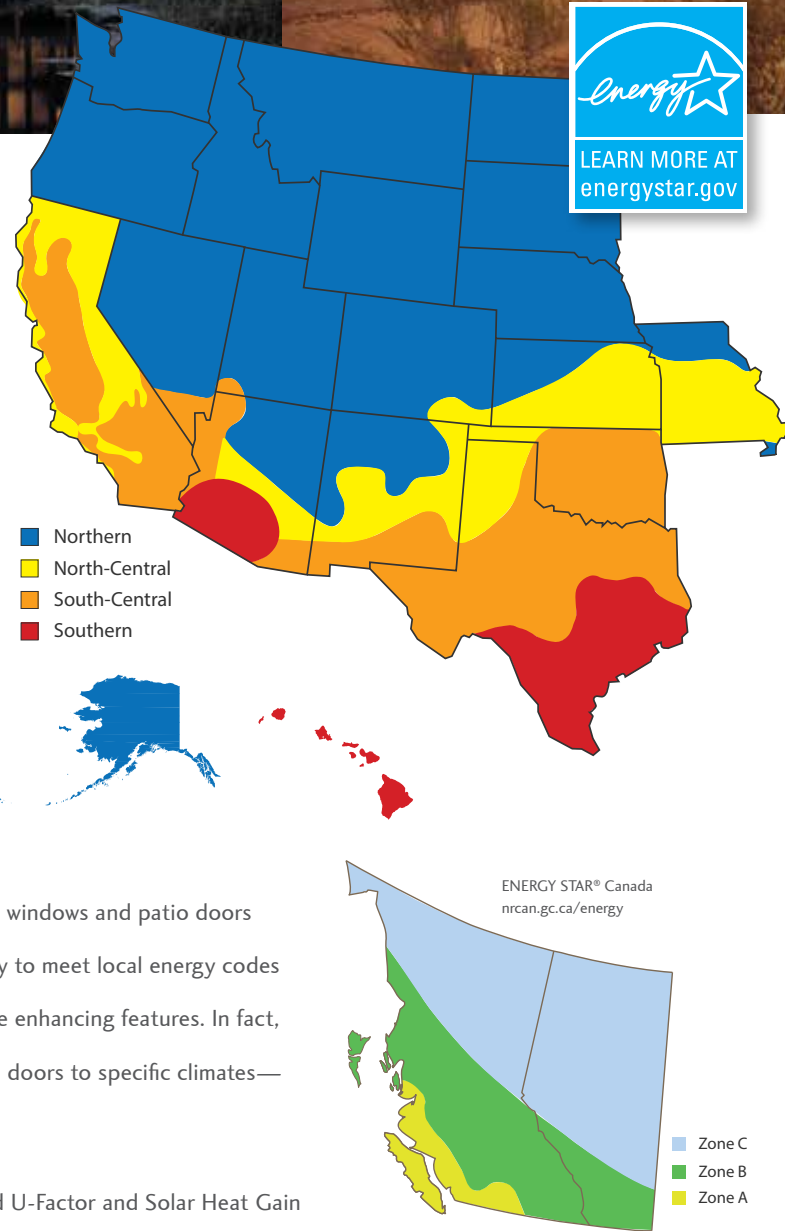 energy
LEARN MORE AT
energystar.gov
Northern
North-Central
South-Central
Southern
ENERGY STAR® Canada
nrcan.gc.ca/energy
windows and patio doors
to meet local energy codes
enhancing features. In fact,
doors to specific climates—
Zone C
Zone B
Zone A
U-Factor and Solar Heat Gain